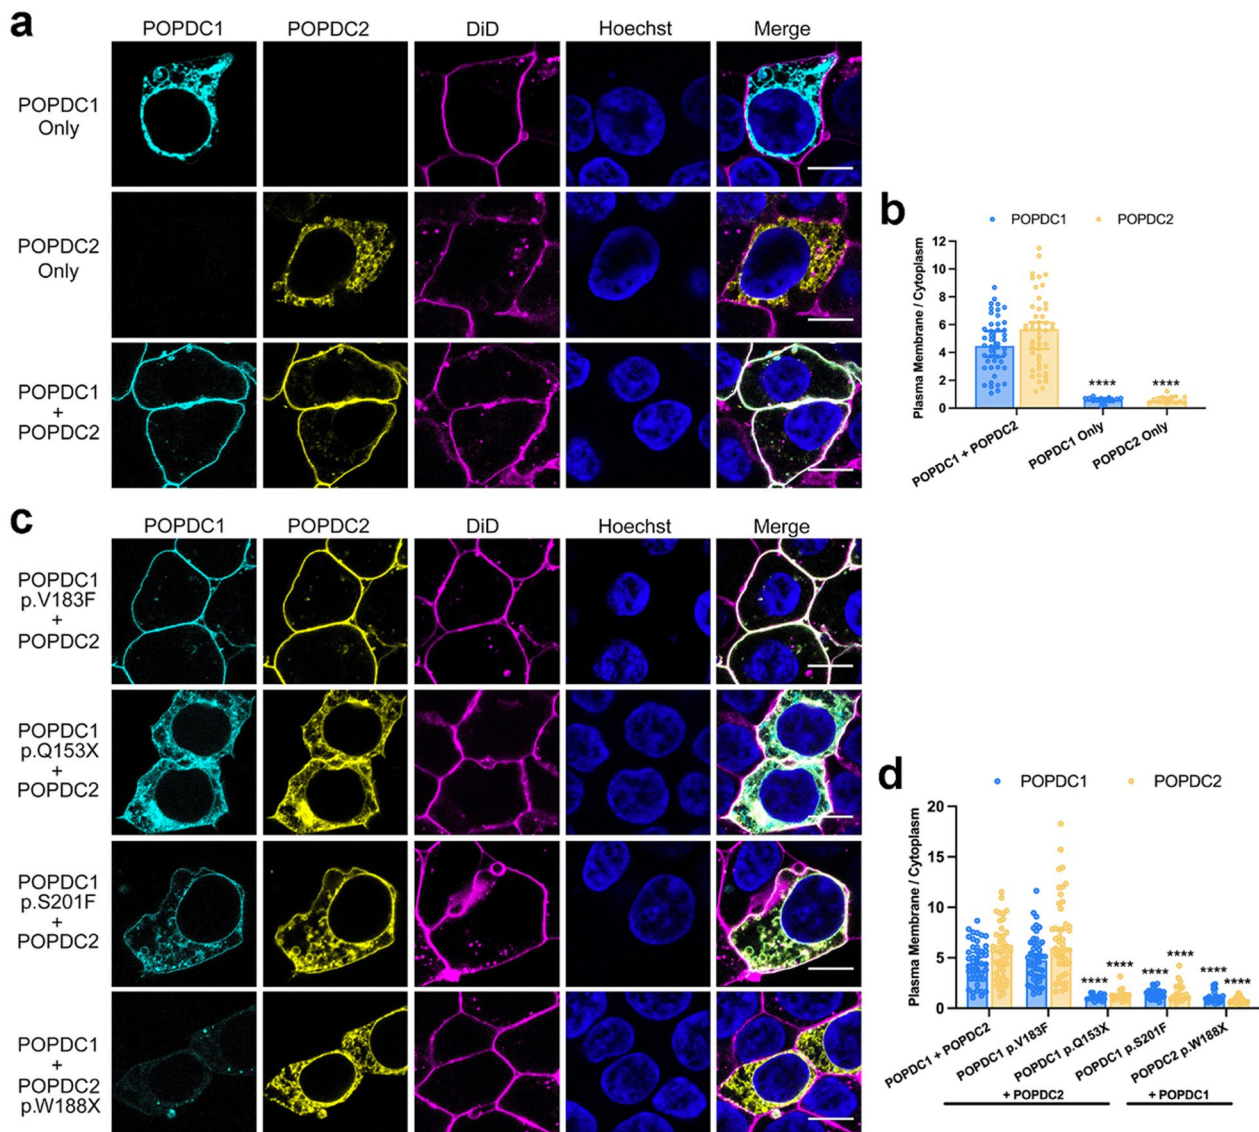 a
POPDC1 POPDC2 DiD Hoechst Merge
POPDC1
Only
POPDC2
Only
POPDC1
+
POPDC2
b
POPDC1 POPDC2
Plasma Membrane / Cytoplasm
12
10
8
6
4
2
0
**** ****
POPDC1 + POPDC2
POPDC1 Only
POPDC2 Only
c
POPDC1 POPDC2 DiD Hoechst Merge
POPDC1
p.V183F
+
POPDC2
POPDC1
p.Q153X
+
POPDC2
POPDC1
p.S201F
+
POPDC2
POPDC1
+
POPDC2
p.W188X
d
POPDC1 POPDC2
Plasma Membrane / Cytoplasm
20
15
10
5
0
**** **** **** **** **** ****
POPDC1 + POPDC2
POPDC1 p.V183F
POPDC1 p.Q153X
POPDC1 p.S201F
POPDC2 p.W188X
+ POPDC2 + POPDC1